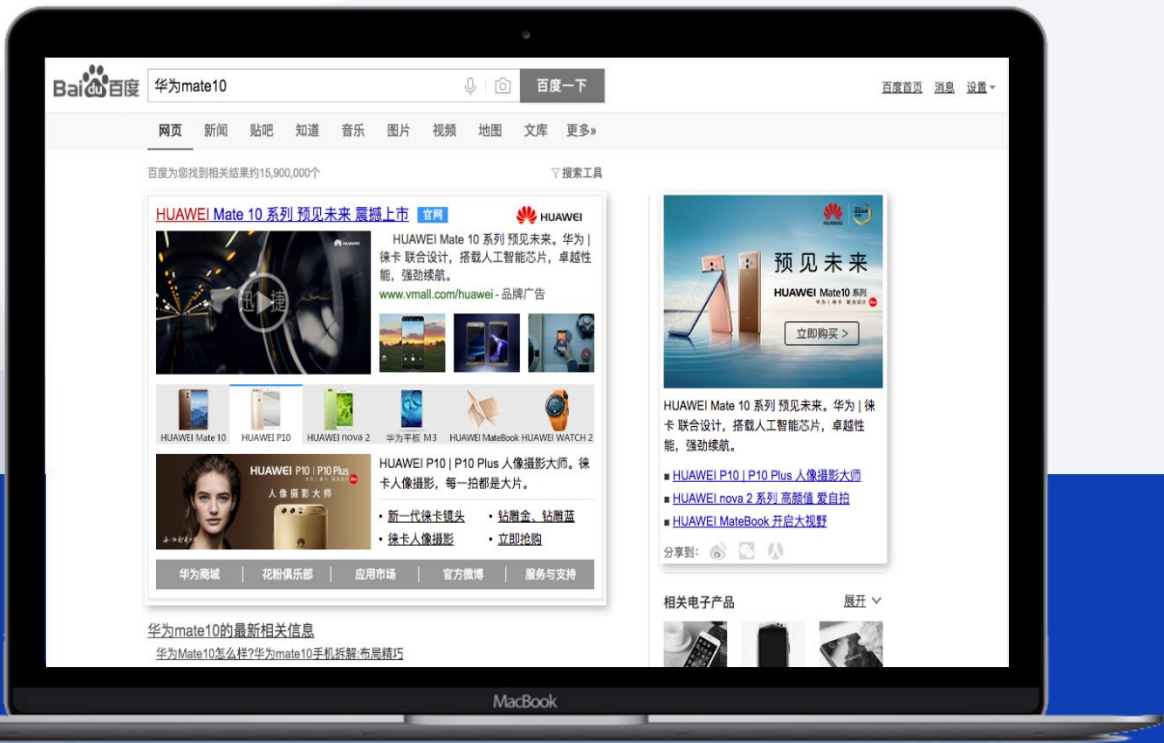 Bai du 百度
华为mate10
百度一下
百度首页 消息 设置
网页 新闻 贴吧 知道 音乐 图片 视频 地图 文库 更多»
百度为您找到相关结果约15,900,000个
搜索工具
HUAWEI Mate 10 系列 预见未来 震撼上市 官网
HUAWEI
HUAWEI Mate 10 系列 预见未来。华为 |
徕卡 联合设计，搭载人工智能芯片，卓越性
能，强劲续航。
www.vmall.com/huawei - 品牌广告
迅捷
HUAWEI Mate 10
HUAWEI P10
HUAWEI nova 2
华为平板 M3
HUAWEI MateBook
HUAWEI WATCH 2
HUAWEI P10 | P10 Plus
人像摄影大师
HUAWEI P10 | P10 Plus 人像摄影大师。徕
卡人像摄影，每一拍都是大片。
· 新一代徕卡镜头
· 钻雕金、钻雕蓝
· 徕卡人像摄影
· 立即抢购
华为商城 | 花粉俱乐部 | 应用市场 | 官方微博 | 服务与支持
华为mate10的最新相关信息
华为Mate10怎么样?华为mate10手机拆解:布局精巧
预见未来
HUAWEI Mate10 系列
立即购买 >
HUAWEI Mate 10 系列 预见未来。华为 | 徕
卡 联合设计，搭载人工智能芯片，卓越性
能，强劲续航。
■ HUAWEI P10 | P10 Plus 人像摄影大师
■ HUAWEI nova 2 系列 高颜值 爱自拍
■ HUAWEI MateBook 开启大视野
分享到：
相关电子产品
展开
MacBook